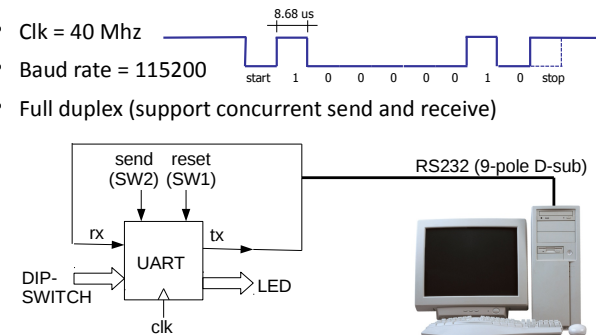 8.68 us
• Clk = 40 Mhz
• Baud rate = 115200
start 1 0 0 0 0 0 1 0 stop
• Full duplex (support concurrent send and receive)
send reset
(SW2) (SW1)
RS232 (9-pole D-sub)
rx tx
UART
DIP-
SWITCH
LED
clk